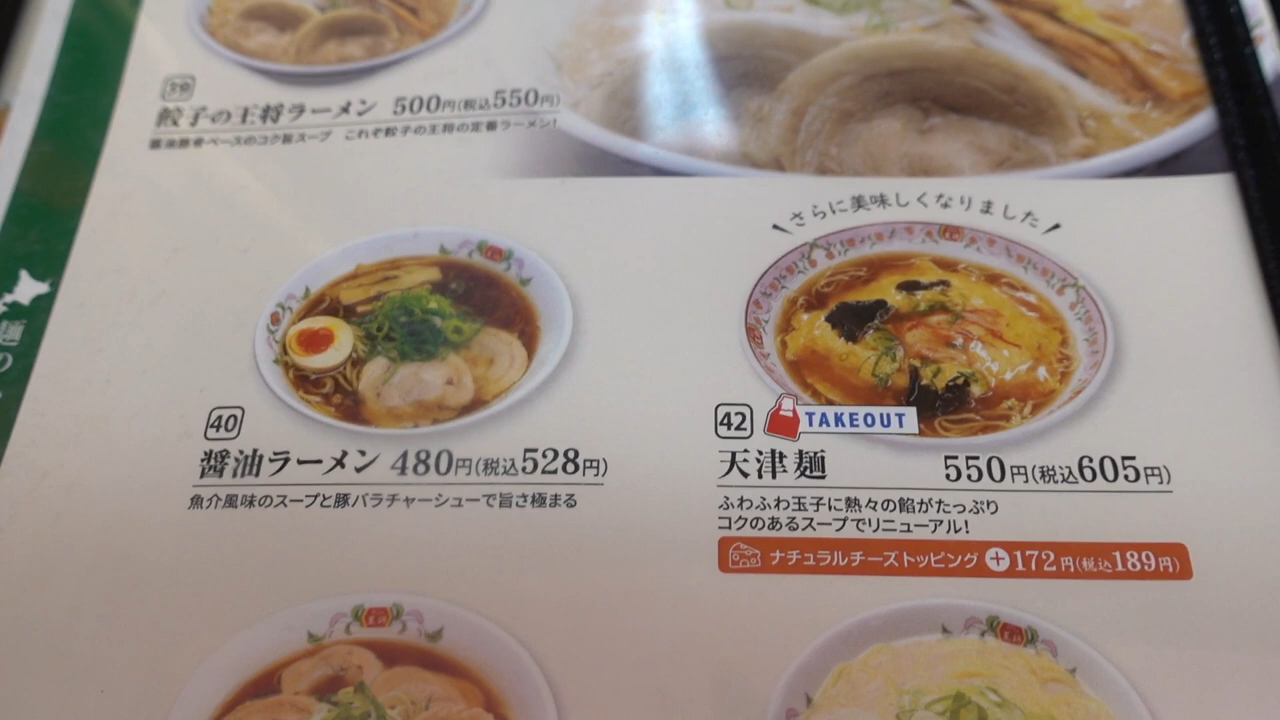 餃子の王将ラーメン 500円(税込550円)
醤油豚骨ベースのコク旨スープ これぞ餃子の王将の定番ラーメン!
さらに美味しくなりました
40
醤油ラーメン 480円(税込528円)
魚介風味のスープと豚バラチャーシューで旨さ極まる
42 TAKEOUT
天津麺 550円(税込605円)
ふわふわ玉子に熱々の餡がたっぷり
コクのあるスープでリニューアル!
ナチュラルチーズトッピング +172円(税込189円)
麺の